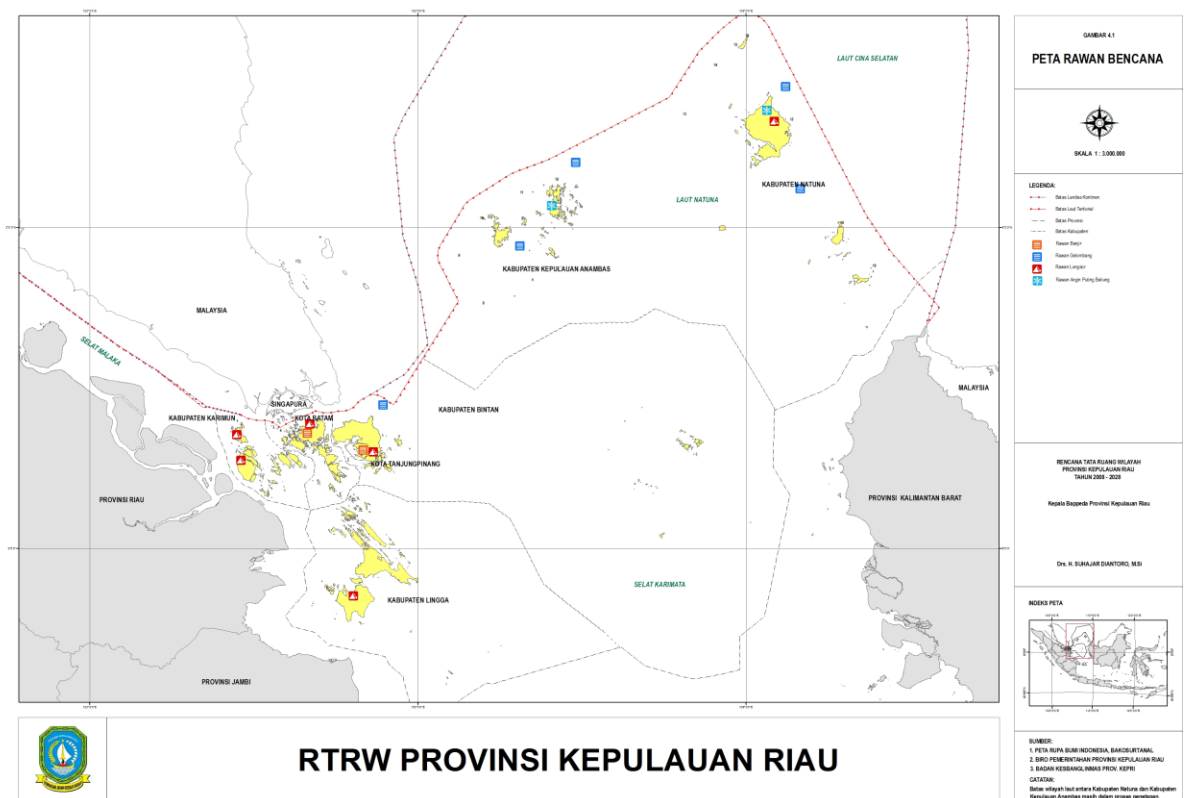 GAMBAR 4.1
PETA RAWAN BENCANA
SKALA 1 : 3.000.000
LEGENDA:
Batas Landas Kontinen
Batas Laut Teritorial
Batas Provinsi
Batas Kabupaten
Rawan Banjir
Rawan Gelombang
Rawan Longsor
Rawan Angin Puting Beliung
LAUT CINA SELATAN
KABUPATEN NATUNA
LAUT NATUNA
KABUPATEN KEPULAUAN ANAMBAS
MALAYSIA
SELAT MALAKA
MALAYSIA
SINGAPURA
KABUPATEN KARIMUN
KOTA BATAM
KABUPATEN BINTAN
KOTA TANJUNGPINANG
PROVINSI RIAU
PROVINSI KALIMANTAN BARAT
SELAT KARIMATA
KABUPATEN LINGGA
PROVINSI JAMBI
RENCANA TATA RUANG WILAYAH
PROVINSI KEPULAUAN RIAU
TAHUN 2008 - 2028
Kepala Bappeda Provinsi Kepulauan Riau
Drs. H. SUHAJAR DIANTORO, M.Si
INDEKS PETA
SUMBER:
1. PETA RUPA BUMI INDONESIA, BAKOSURTANAL
2. BIRO PEMERINTAHAN PROVINSI KEPULAUAN RIAU
3. BADAN KESBANGLINMAS PROV. KEPRI
CATATAN:
Batas wilayah laut antara Kabupaten Natuna dan Kabupaten
Kepulauan Anambas masih dalam proses penetapan.
RTRW PROVINSI KEPULAUAN RIAU